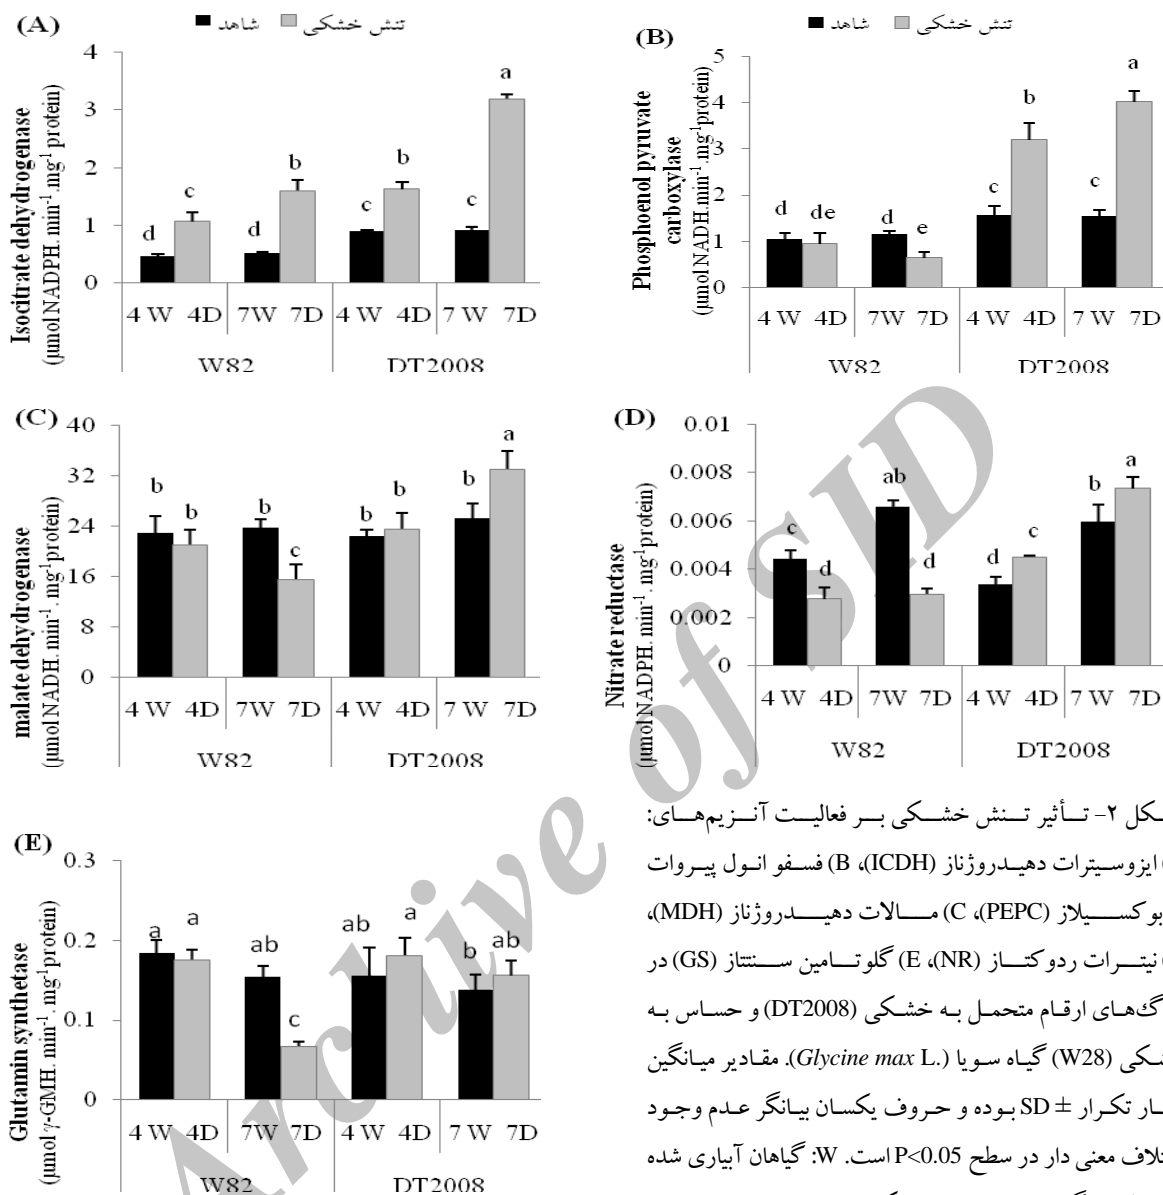 (A)
شاهد تنش خشکی
Isocitrate dehydrogenase
(µmol NADPH. min-1.mg-1 protein)
4
3
2
1
0
d
c
d
b
c
b
c
a
4 W 4D 7W 7D 4 W 4D 7 W 7D
W82 DT2008
(B)
شاهد تنش خشکی
Phosphoenol pyruvate
carboxylase
(µmol NADH.min-1.mg-1protein)
5
4
3
2
1
0
d
de
d
e
c
b
c
a
4 W 4D 7W 7D 4 W 4D 7 W 7D
W82 DT2008
(C)
malate dehydrogenase
(µmol NADH. min-1. mg-1protein)
40
32
24
16
8
0
b
b
b
c
b
b
b
a
4 W 4D 7W 7D 4 W 4D 7 W 7D
W82 DT2008
(D)
Nitrate reductase
(µmol NADPH. min-1. mg-1protein)
0.01
0.008
0.006
0.004
0.002
0
c
d
ab
d
d
c
b
a
4 W 4D 7W 7D 4 W 4D 7 W 7D
W82 DT2008
(E)
Glutamin synthetase
(µmol γ-GMH. min-1. mg-1protein)
0.3
0.2
0.1
0
a
a
ab
c
ab
a
b
ab
4 W 4D 7W 7D 4 W 4D 7 W 7D
W82 DT2008
کل ۲- تأثیر تنش خشکی بر فعالیت آنزیم‌های:
) ایزوسیترات دهیدروژناز (ICDH)، B) فسفو انول پیروات
بوکسیلاز (PEPC)، C) مالات دهیدروژناز (MDH)،
) نیترات ردوکتاز (NR)، E) گلوتامین سنتتاز (GS) در
گ‌های ارقام متحمل به خشکی (DT2008) و حساس به
شکی (W28) گیاه سویا (Glycine max L.). مقادیر میانگین
ار تکرار ± SD بوده و حروف یکسان بیانگر عدم وجود
تلاف معنی دار در سطح P<0.05 است. W: گیاهان آبیاری شده
Archive of SID